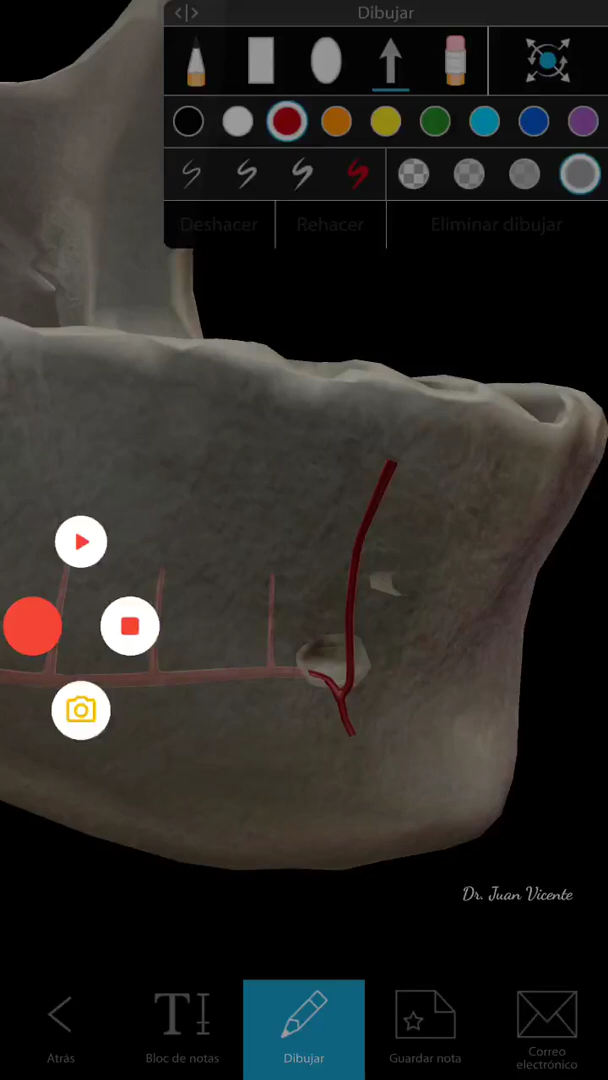 Dibujar
Deshacer
Rehacer
Eliminar dibujar
Dr. Juan Vicente
Atrás
Bloc de notas
Dibujar
Guardar nota
Correo
electrónico